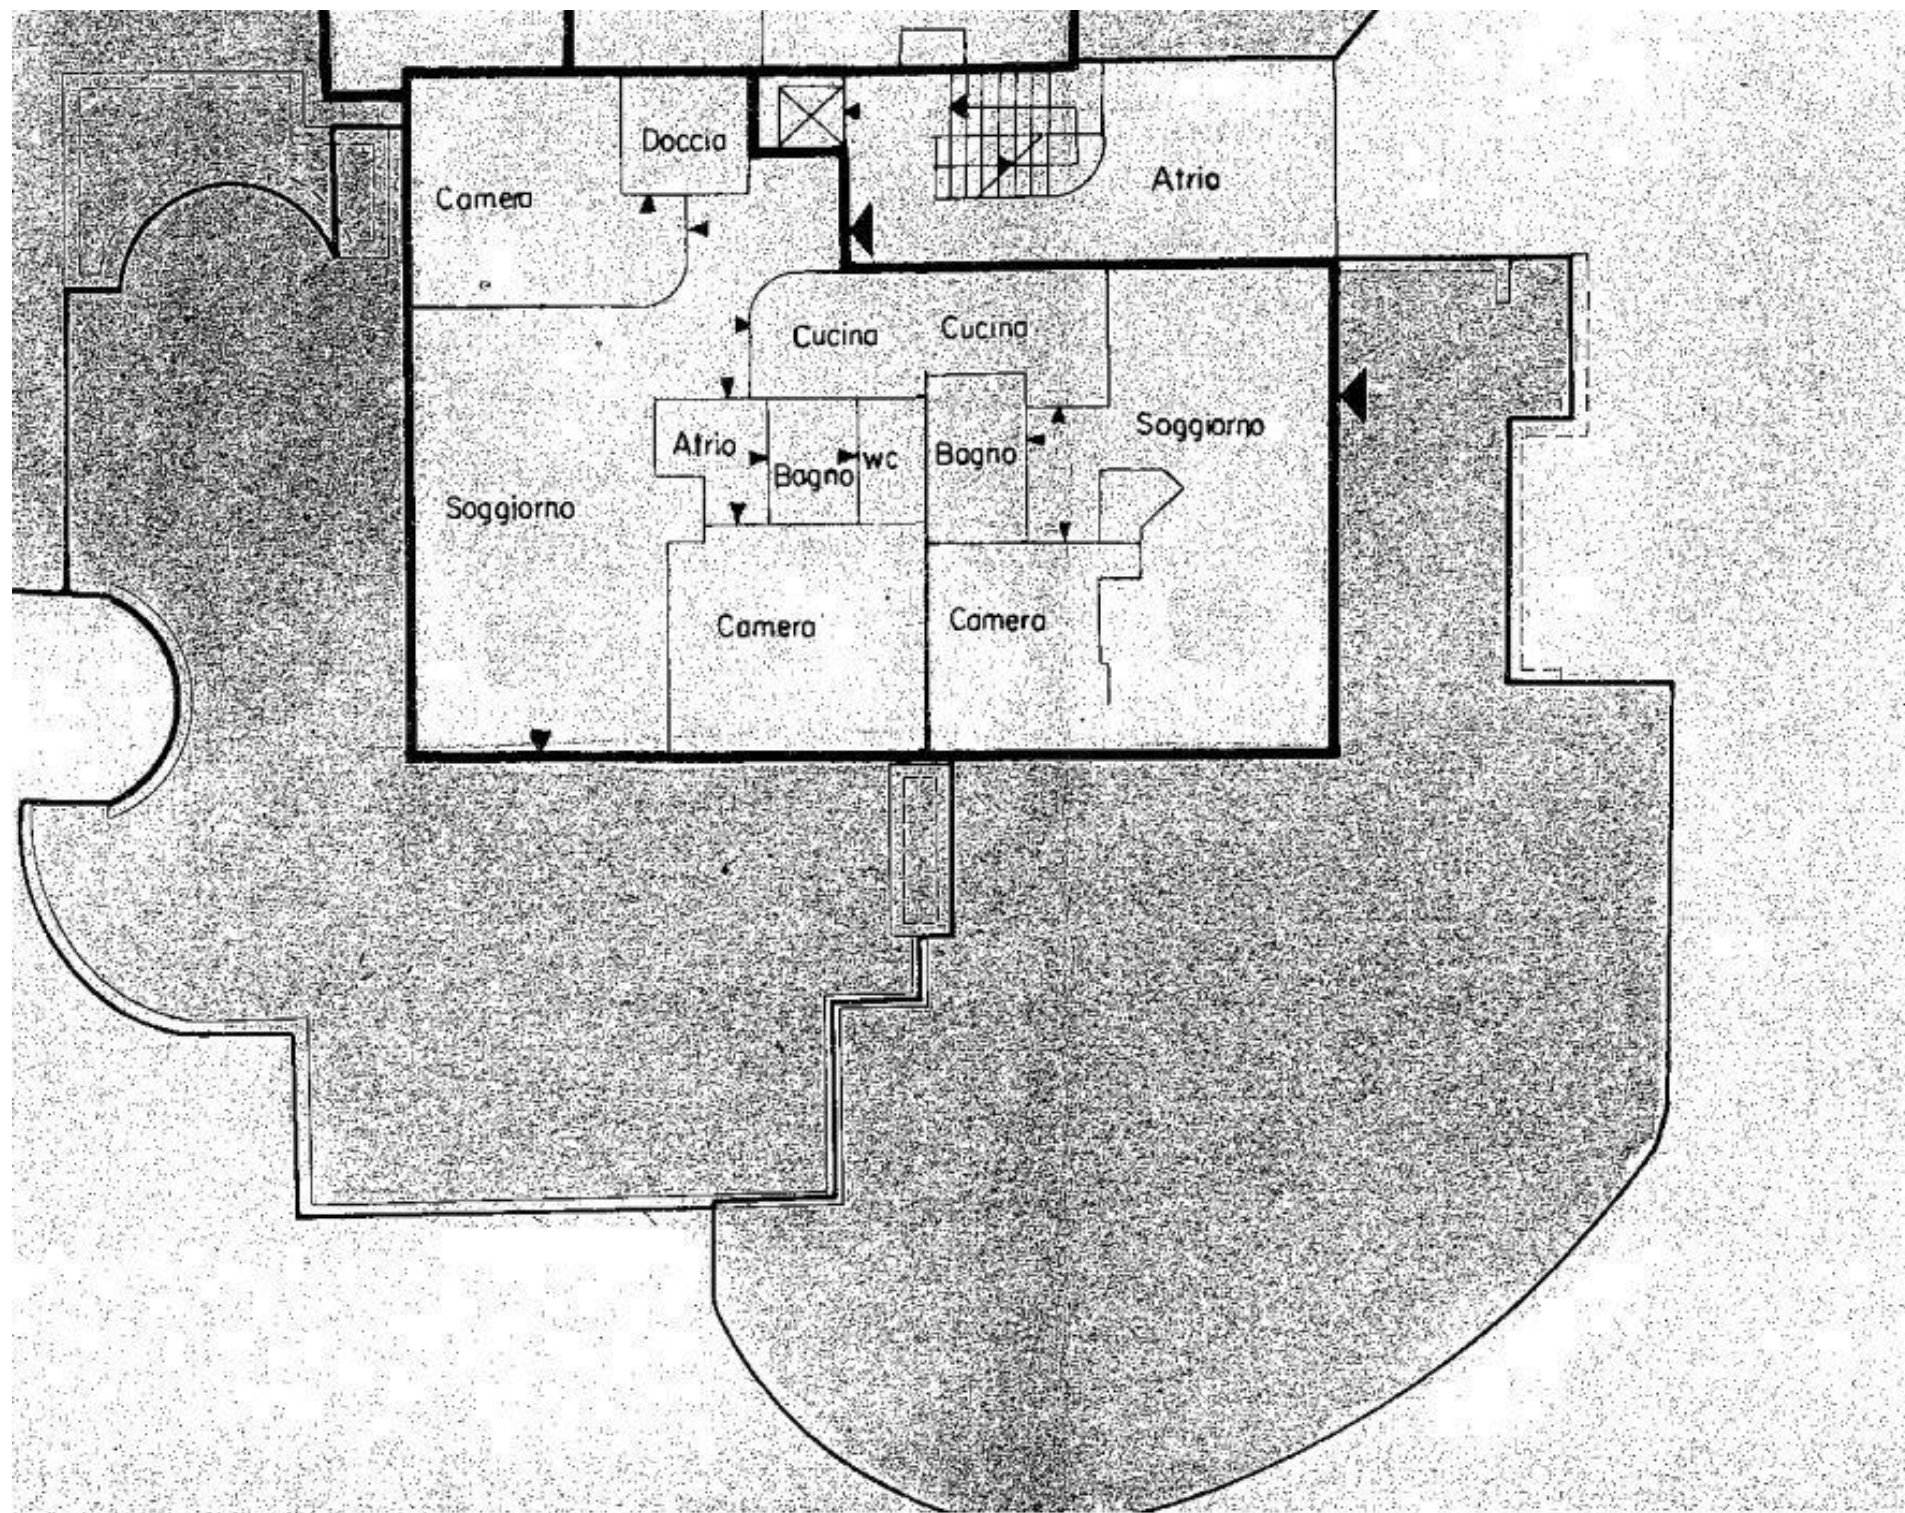 Doccia
Camera
Atrio
Cucina
Cucina
Soggiorno
Atrio
Bagno
wc
Bagno
Soggiorno
Camera
Camera